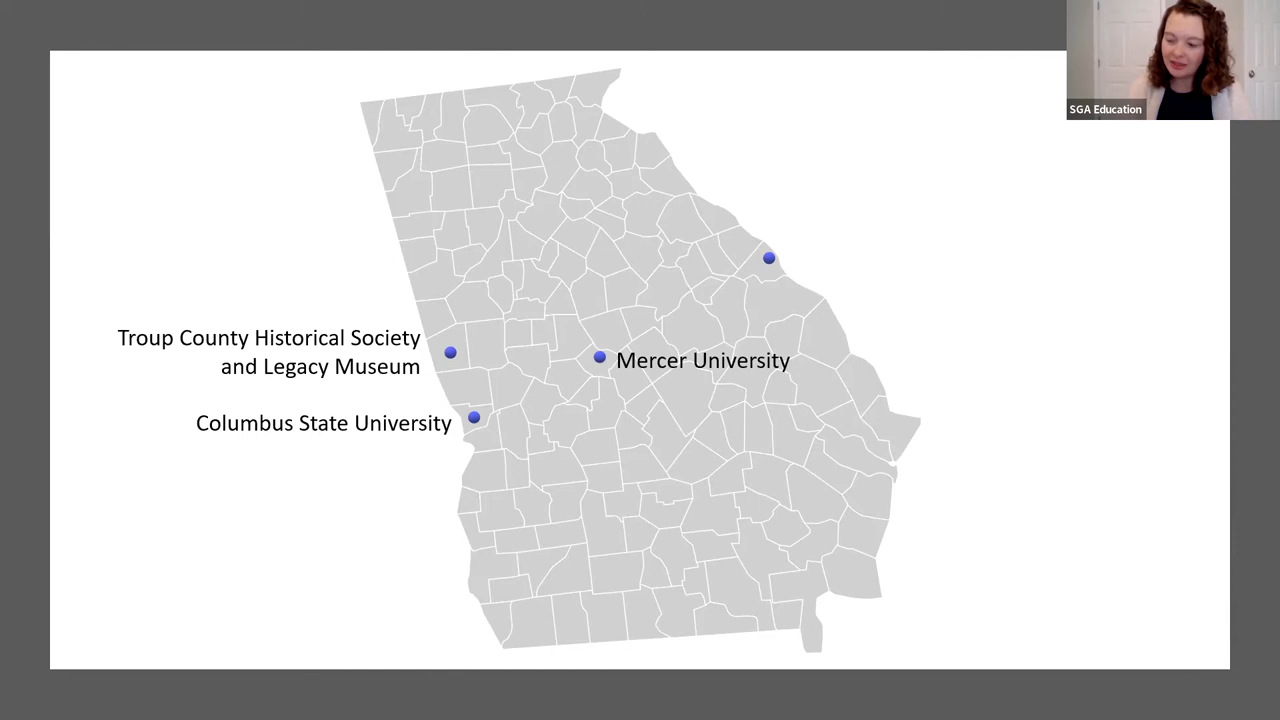 SGA Education
Troup County Historical Society
and Legacy Museum
Mercer University
Columbus State University